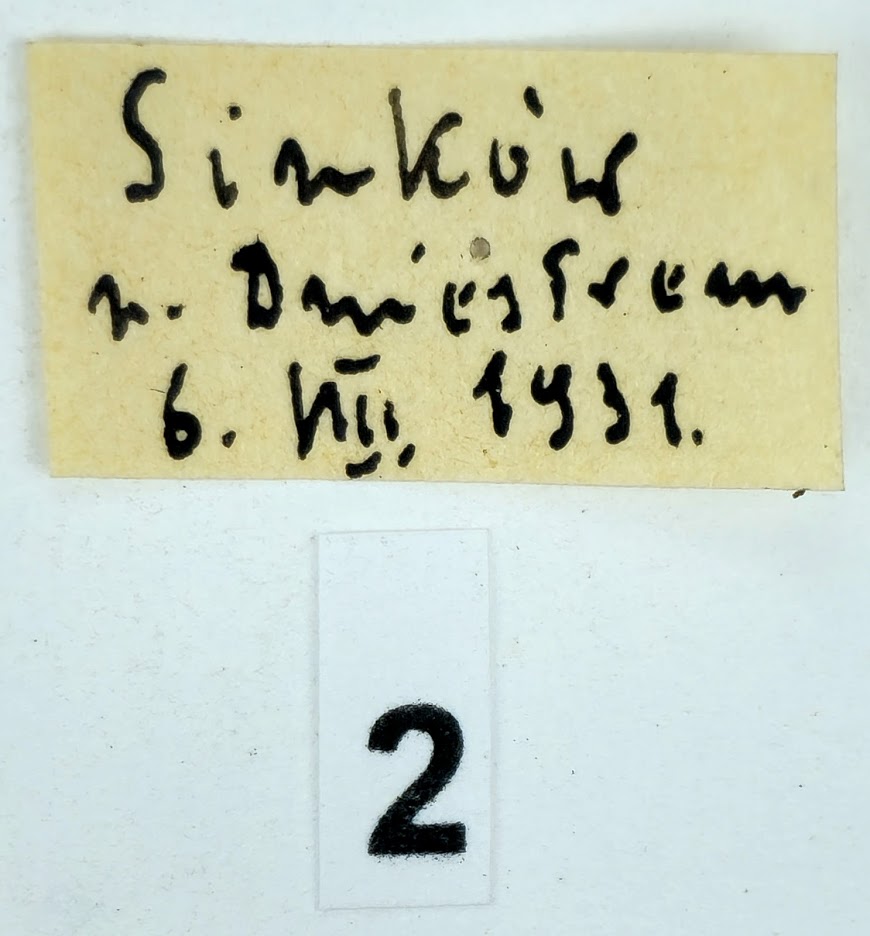 Sinków
n. Dniestrem
6. VII. 1931.
2